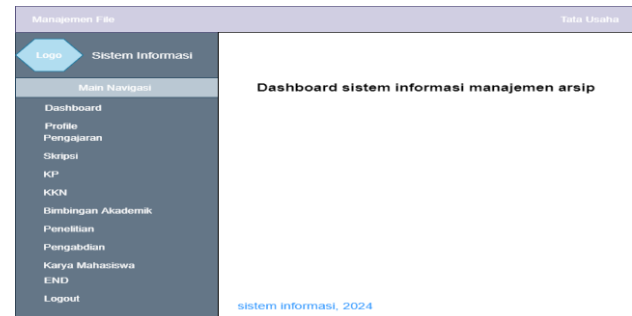 Manajemen File
Tata Usaha
Logo
Sistem Informasi
Main Navigasi
Dashboard
Profile
Pengajaran
Skripsi
KP
KKN
Bimbingan Akademik
Penelitian
Pengabdian
Karya Mahasiswa
END
Logout
Dashboard sistem informasi manajemen arsip
sistem informasi, 2024